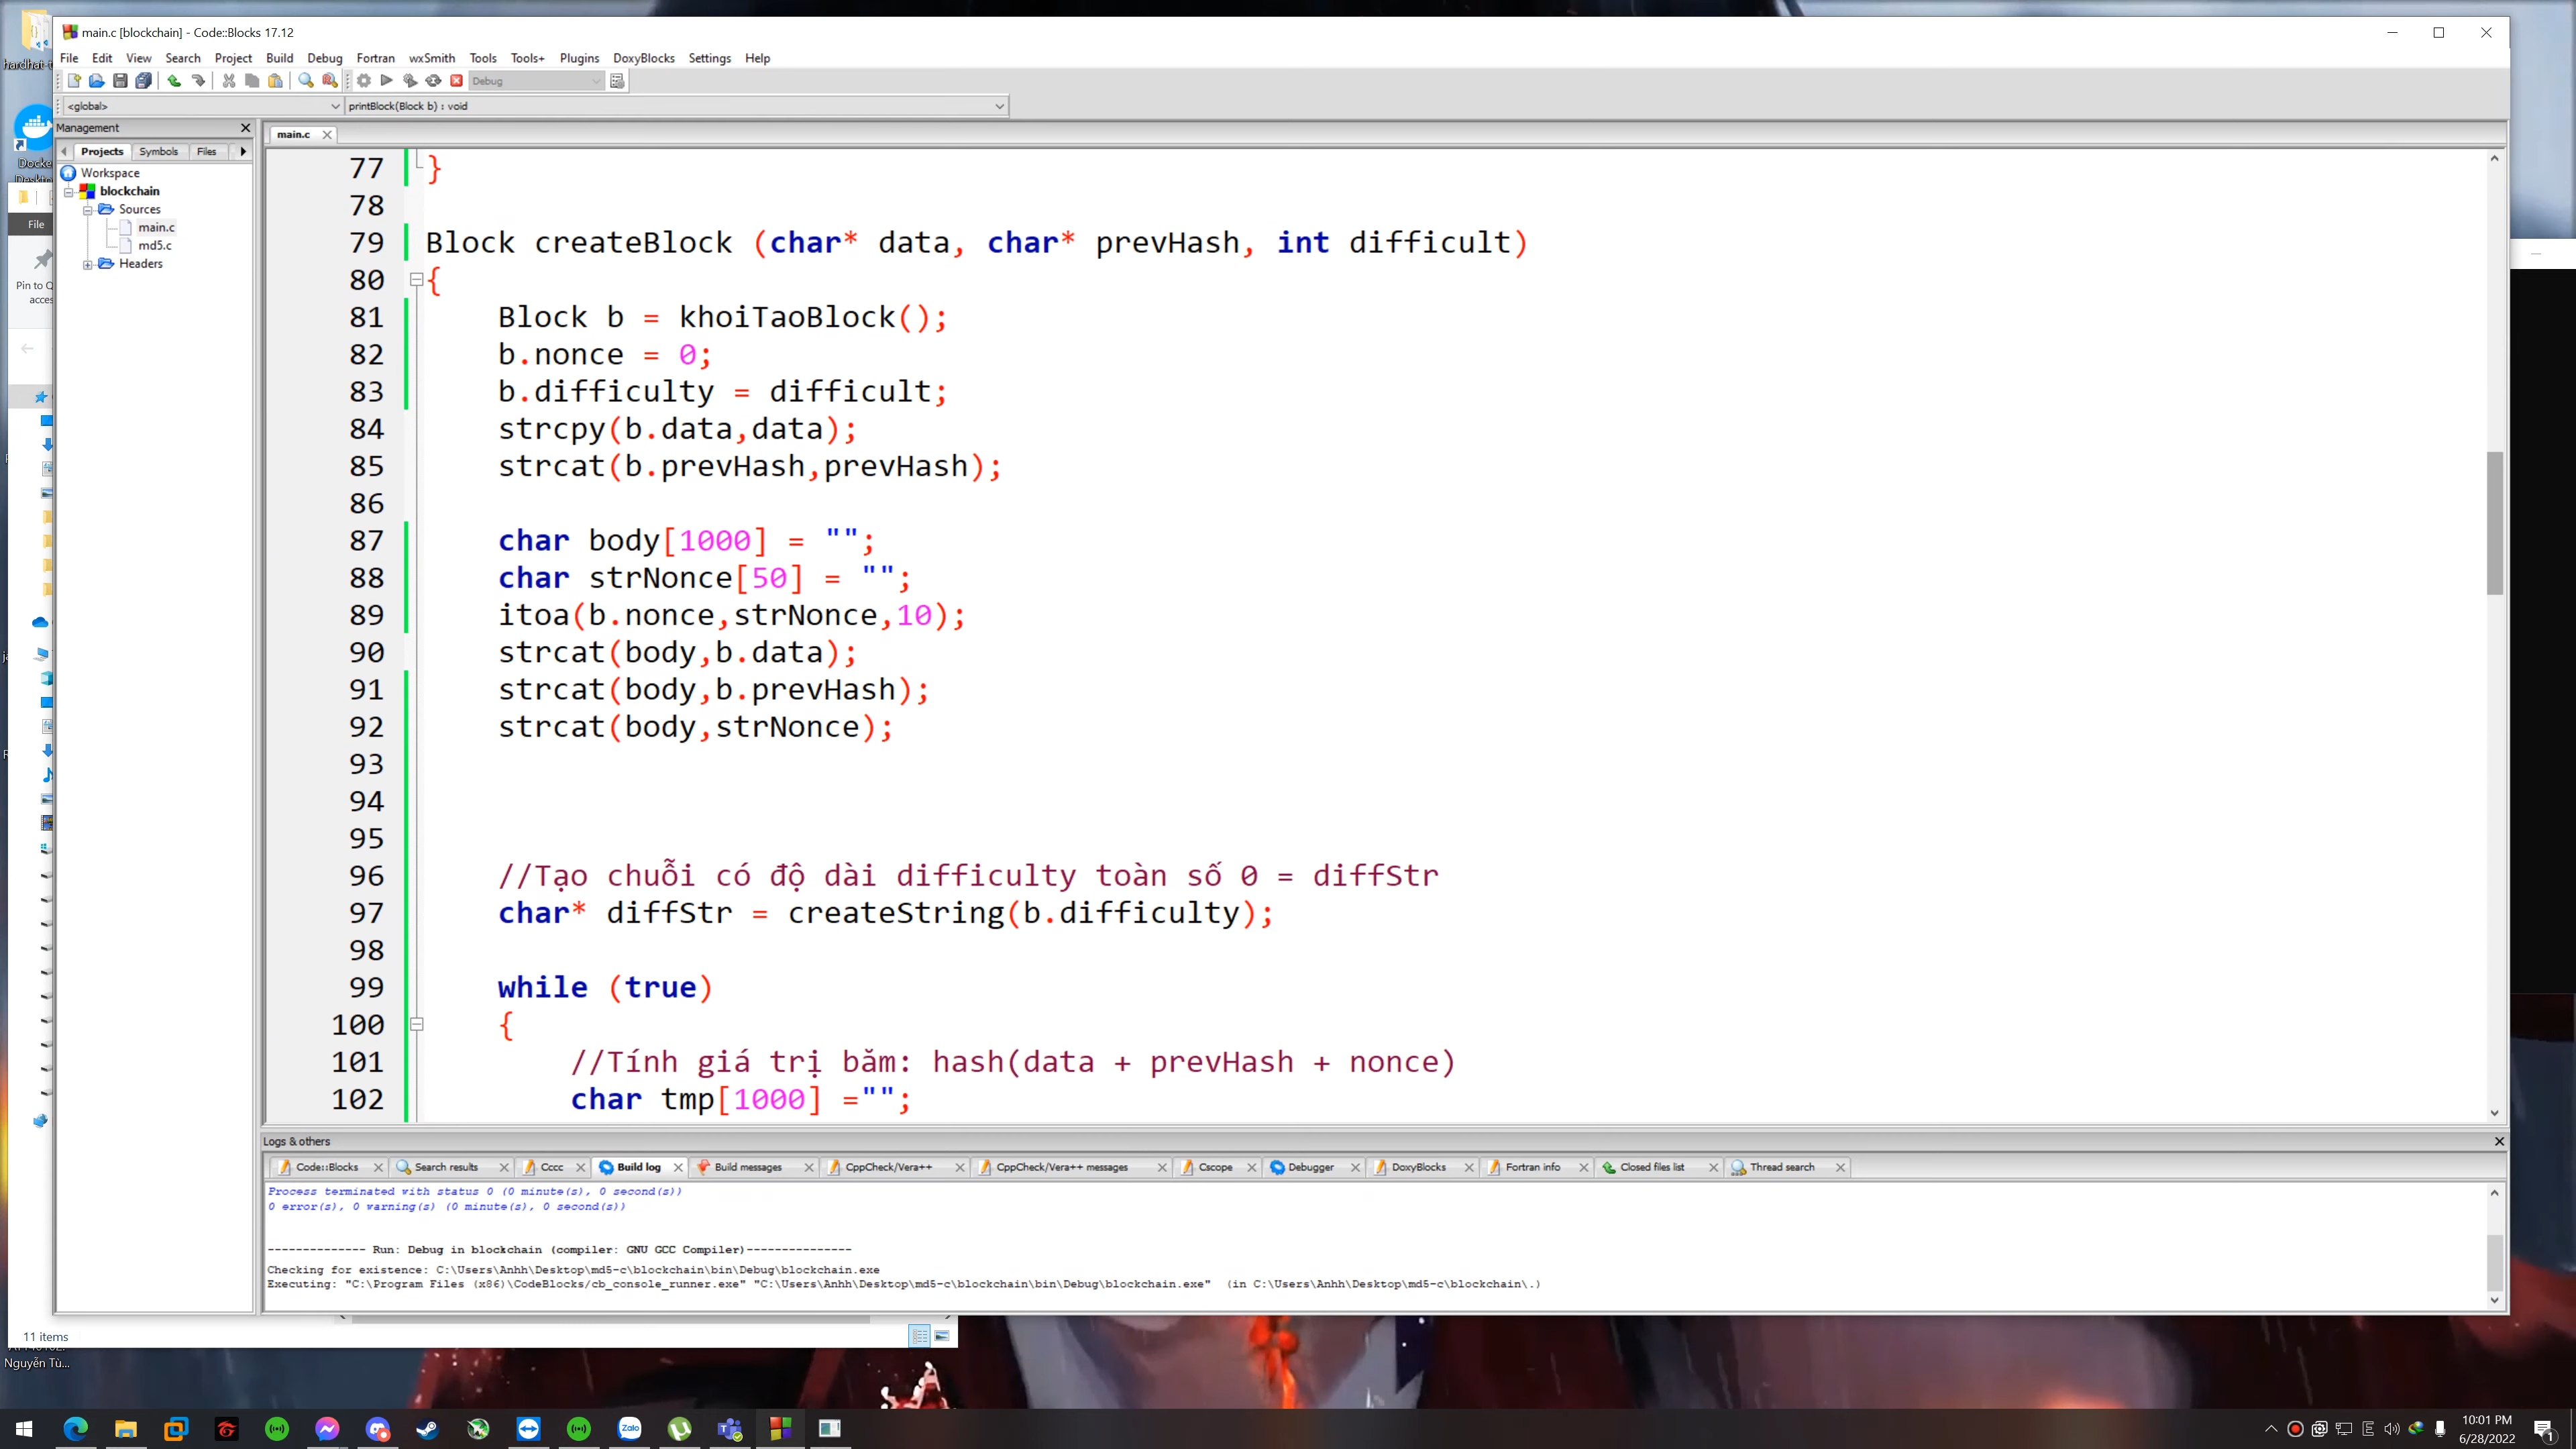 main.c [blockchain] - Code::Blocks 17.12
File Edit View Search Project Build Debug Fortran wxSmith Tools Tools+ Plugins DoxyBlocks Settings Help
Debug
<global>
printBlock(Block b) : void
Management
main.c
Projects Symbols Files
Workspace
blockchain
Sources
main.c
md5.c
Headers
File
Pin to Q
acces
77 }
78
79 Block createBlock (char* data, char* prevHash, int difficult)
80 {
81 Block b = khoiTaoBlock();
82 b.nonce = 0;
83 b.difficulty = difficult;
84 strcpy(b.data,data);
85 strcat(b.prevHash,prevHash);
86
87 char body[1000] = "";
88 char strNonce[50] = "";
89 itoa(b.nonce,strNonce,10);
90 strcat(body,b.data);
91 strcat(body,b.prevHash);
92 strcat(body,strNonce);
93
94
95
96 //Tạo chuỗi có độ dài difficulty toàn số 0 = diffStr
97 char* diffStr = createString(b.difficulty);
98
99 while (true)
100 {
101 //Tính giá trị băm: hash(data + prevHash + nonce)
102 char tmp[1000] ="";
Logs & others
Code::Blocks Search results Cccc Build log Build messages CppCheck/Vera++ CppCheck/Vera++ messages Cscope Debugger DoxyBlocks Fortran info Closed files list Thread search
Process terminated with status 0 (0 minute(s), 0 second(s))
0 error(s), 0 warning(s) (0 minute(s), 0 second(s))
-------------- Run: Debug in blockchain (compiler: GNU GCC Compiler)---------------
Checking for existence: C:\Users\Anhh\Desktop\md5-c\blockchain\bin\Debug\blockchain.exe
Executing: "C:\Program Files (x86)\CodeBlocks/cb_console_runner.exe" "C:\Users\Anhh\Desktop\md5-c\blockchain\bin\Debug\blockchain.exe" (in C:\Users\Anhh\Desktop\md5-c\blockchain\.)
11 items
Nguyễn Tù...
Zalo
10:01 PM
6/28/2022